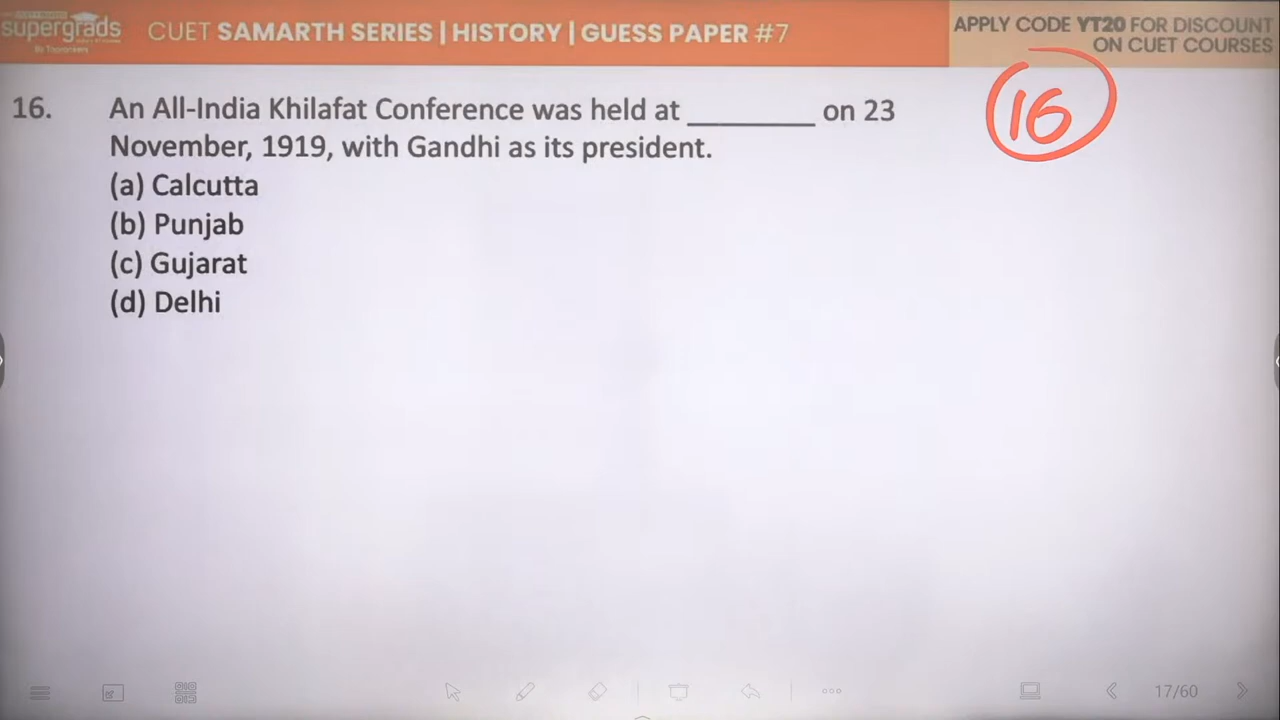 supergrads
By Toprankers
CUET SAMARTH SERIES | HISTORY | GUESS PAPER #7
APPLY CODE YT20 FOR DISCOUNT
ON CUET COURSES
16
16. An All-India Khilafat Conference was held at _________ on 23
November, 1919, with Gandhi as its president.
(a) Calcutta
(b) Punjab
(c) Gujarat
(d) Delhi
17/60